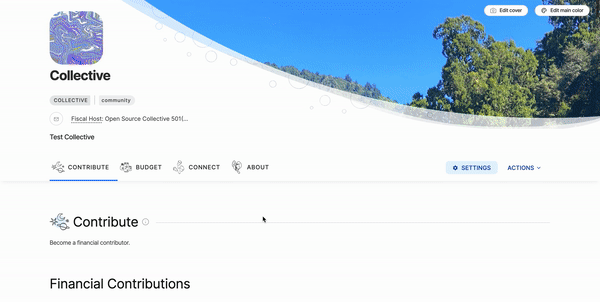 Edit cover
Edit main color
Collective
COLLECTIVE
community
Fiscal Host: Open Source Collective 501(...
Test Collective
CONTRIBUTE
BUDGET
CONNECT
ABOUT
SETTINGS
ACTIONS
Contribute
Become a financial contributor.
Financial Contributions